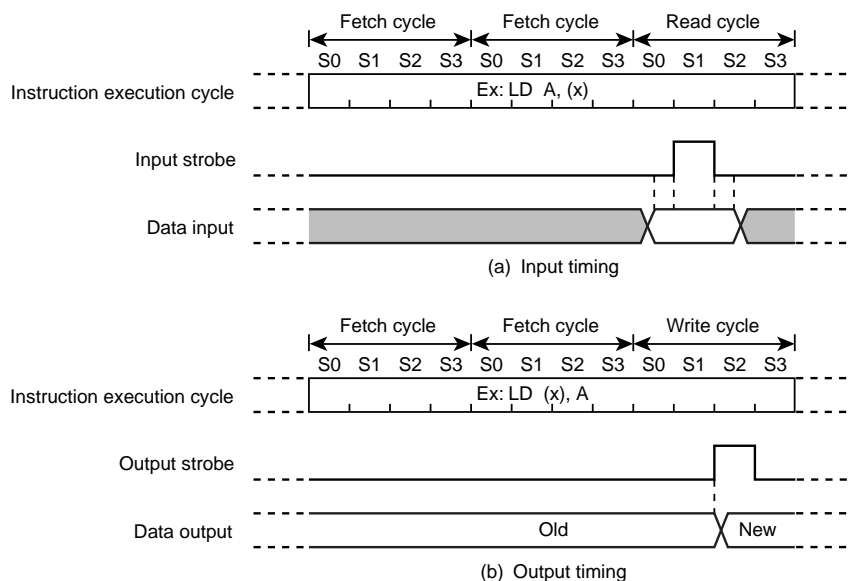 Fetch cycle Fetch cycle Read cycle
S0 S1 S2 S3 S0 S1 S2 S3 S0 S1 S2 S3
Instruction execution cycle Ex: LD A, (x)
Input strobe
Data input
(a) Input timing
Fetch cycle Fetch cycle Write cycle
S0 S1 S2 S3 S0 S1 S2 S3 S0 S1 S2 S3
Instruction execution cycle Ex: LD (x), A
Output strobe
Data output Old New
(b) Output timing